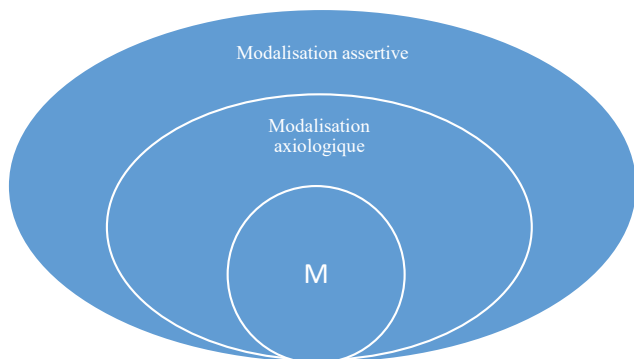 Modalisation assertive
Modalisation
axiologique
M